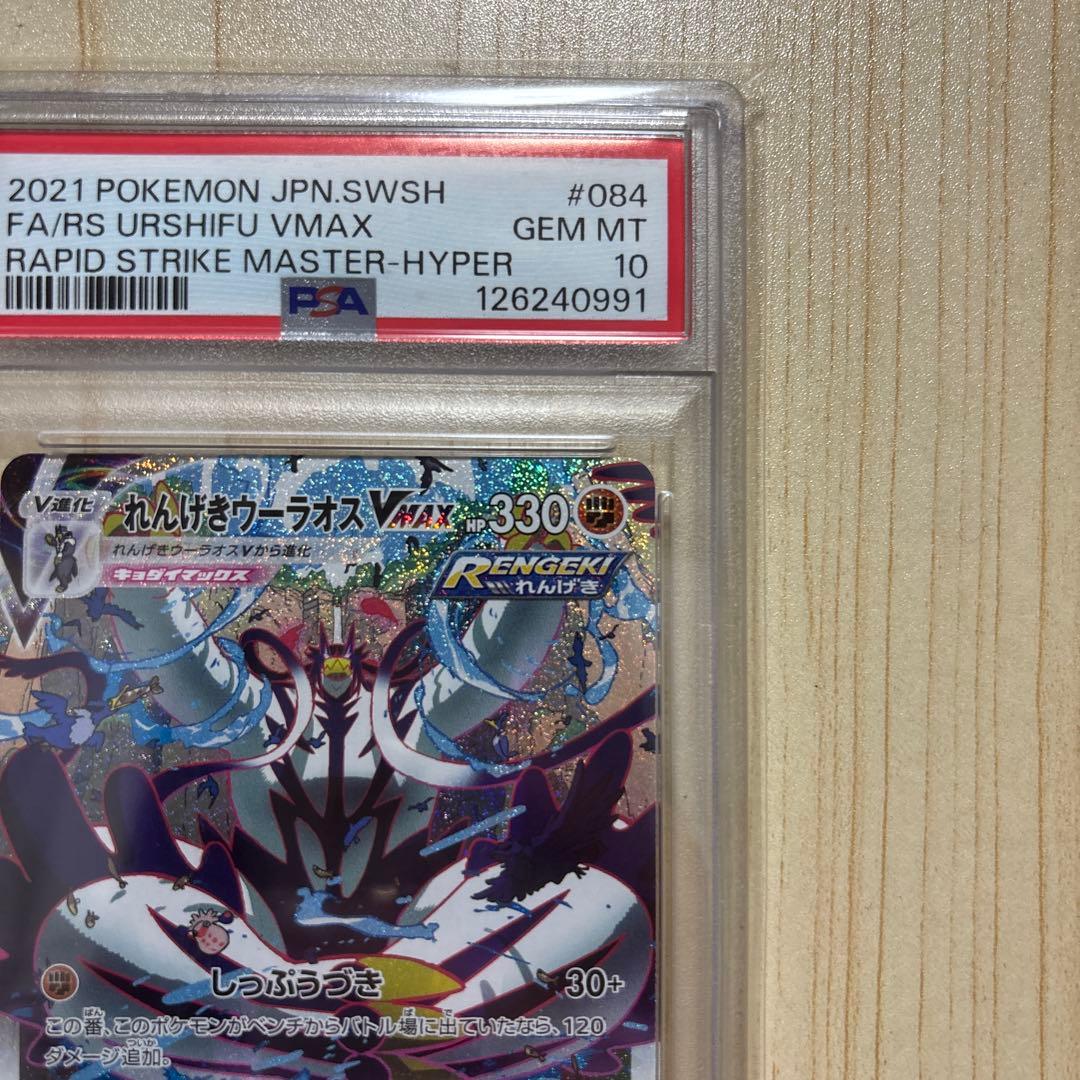 2021 POKEMON JPN.SWSH #084
FA/RS URSHIFU VMAX GEM MT
RAPID STRIKE MASTER-HYPER 10
PSA 126240991
V進化 れんげきウーラオス VMAX HP 330
れんげきウーラオスVから進化
キョダイマックス
RENGEKI
れんげき
しっぷうづき 30+
この番、このポケモンがベンチからバトル場に出ていたなら、120
ダメージ追加。